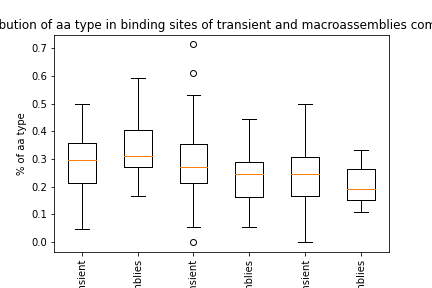 bution of aa type in binding sites of transient and macroassemblies com
0.7
0.6
0.5
0.4
0.3
0.2
0.1
0.0
% of aa type
nsient
nblies
nsient
nblies
nsient
nblies